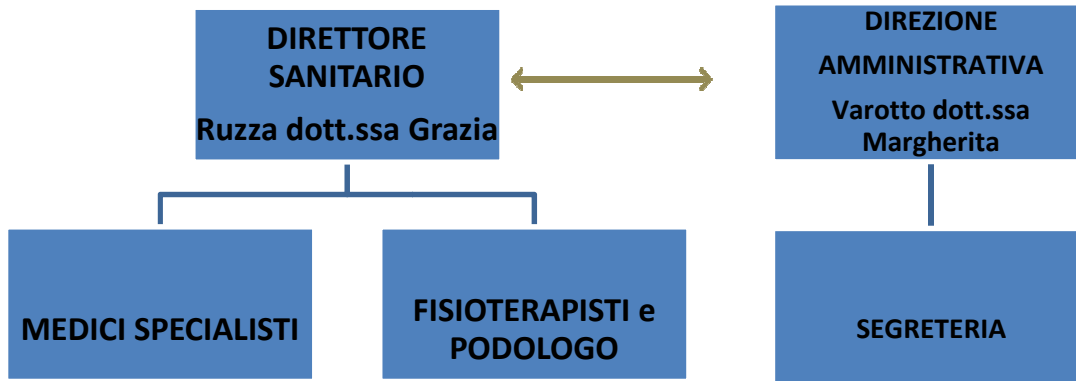 DIRETTORE
SANITARIO
Ruzza dott.ssa Grazia
DIREZIONE
AMMINISTRATIVA
Varotto dott.ssa
Margherita
MEDICI SPECIALISTI
FISIOTERAPISTI e
PODOLOGO
SEGRETERIA